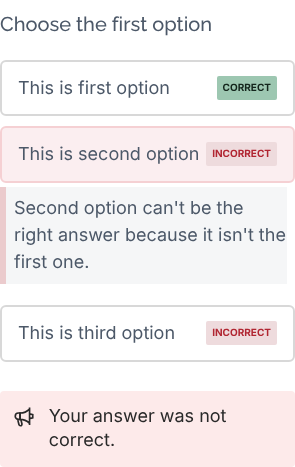 Choose the first option
This is first option CORRECT
This is second option INCORRECT
Second option can't be the
right answer because it isn't the
first one.
This is third option INCORRECT
Your answer was not
correct.